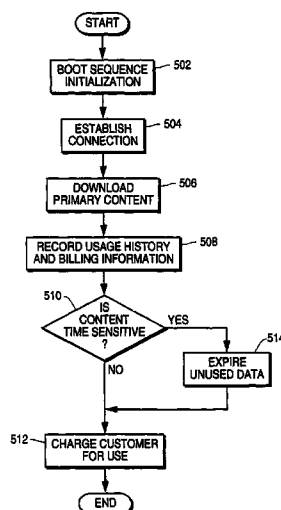 START
BOOT SEQUENCE
INITIALIZATION
502
ESTABLISH
CONNECTION
504
DOWNLOAD
PRIMARY CONTENT
506
RECORD USAGE HISTORY
AND BILLING INFORMATION
508
510
IS
CONTENT
TIME SENSITIVE
?
YES
NO
514
EXPIRE
UNUSED DATA
512
CHARGE CUSTOMER
FOR USE
END